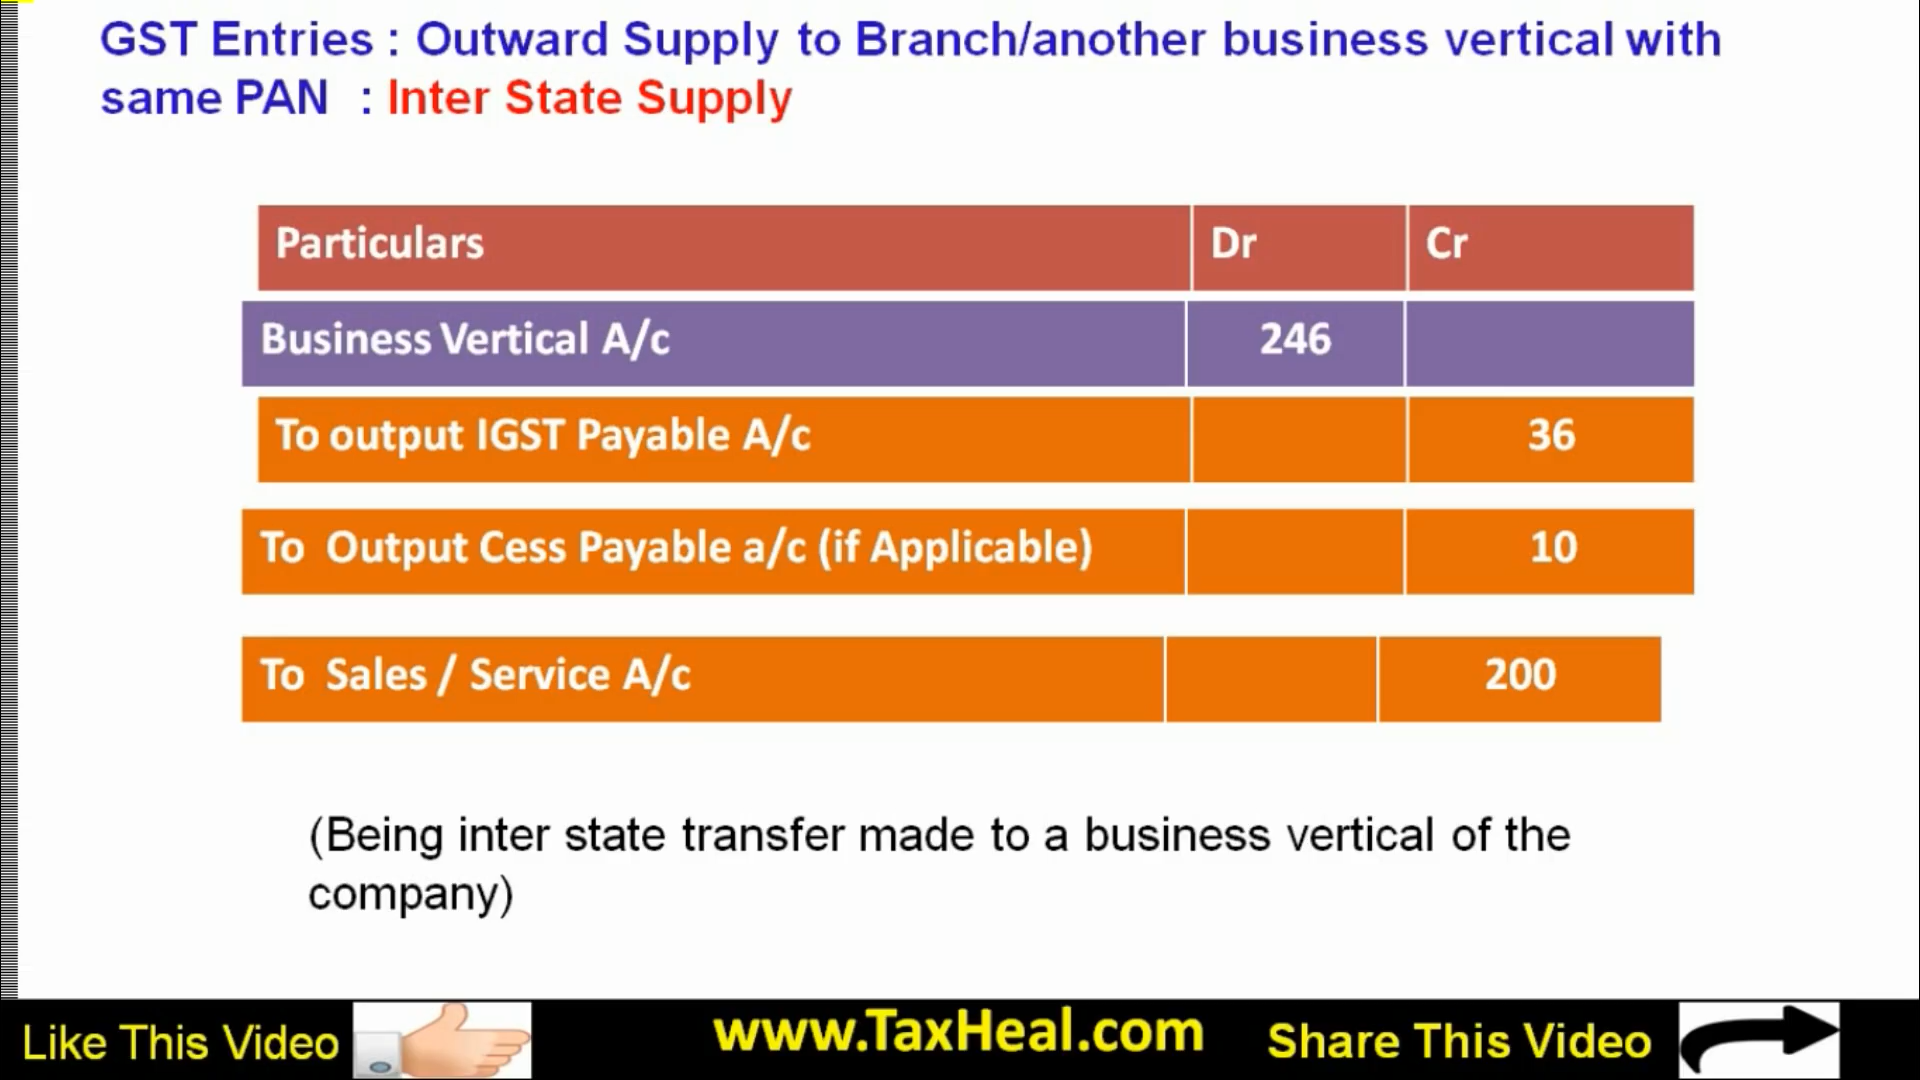 GST Entries : Outward Supply to Branch/another business vertical with
same PAN : Inter State Supply
Particulars Dr Cr
Business Vertical A/c 246
To output IGST Payable A/c 36
To Output Cess Payable a/c (if Applicable) 10
To Sales / Service A/c 200
(Being inter state transfer made to a business vertical of the
company)
Like This Video www.TaxHeal.com Share This Video